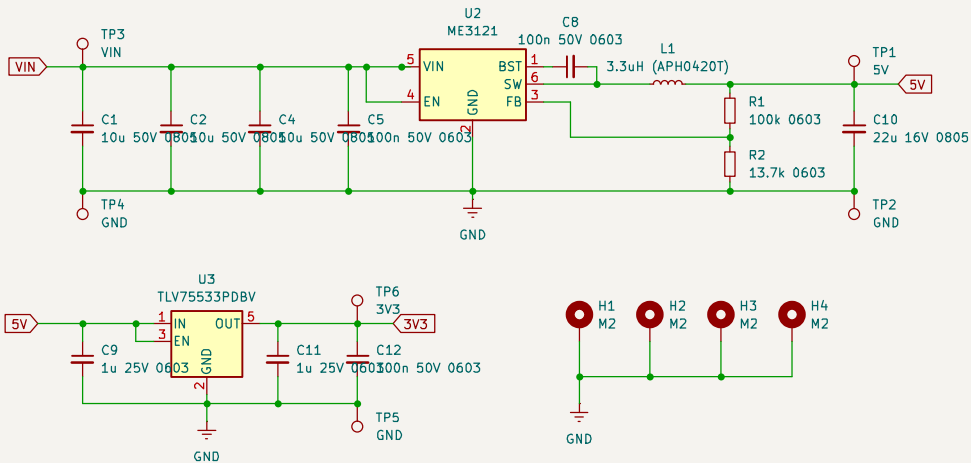 U2
ME3121
C8
100n 50V 0603
TP3
VIN
VIN
5
VIN
BST
1
L1
3.3uH (APH0420T)
TP1
5V
5V
SW
6
4
EN
FB
3
GND
2
C1
10u 50V 0805
C2
10u 50V 0805
C4
10u 50V 0805
C5
100n 50V 0603
R1
100k 0603
C10
22u 16V 0805
R2
13.7k 0603
TP4
GND
TP2
GND
GND
U3
TLV75533PDBV
TP6
3V3
5V
1
IN
OUT
5
3V3
3
EN
GND
2
C9
1u 25V 0603
C11
1u 25V 0603
C12
100n 50V 0603
TP5
GND
GND
H1
M2
H2
M2
H3
M2
H4
M2
GND